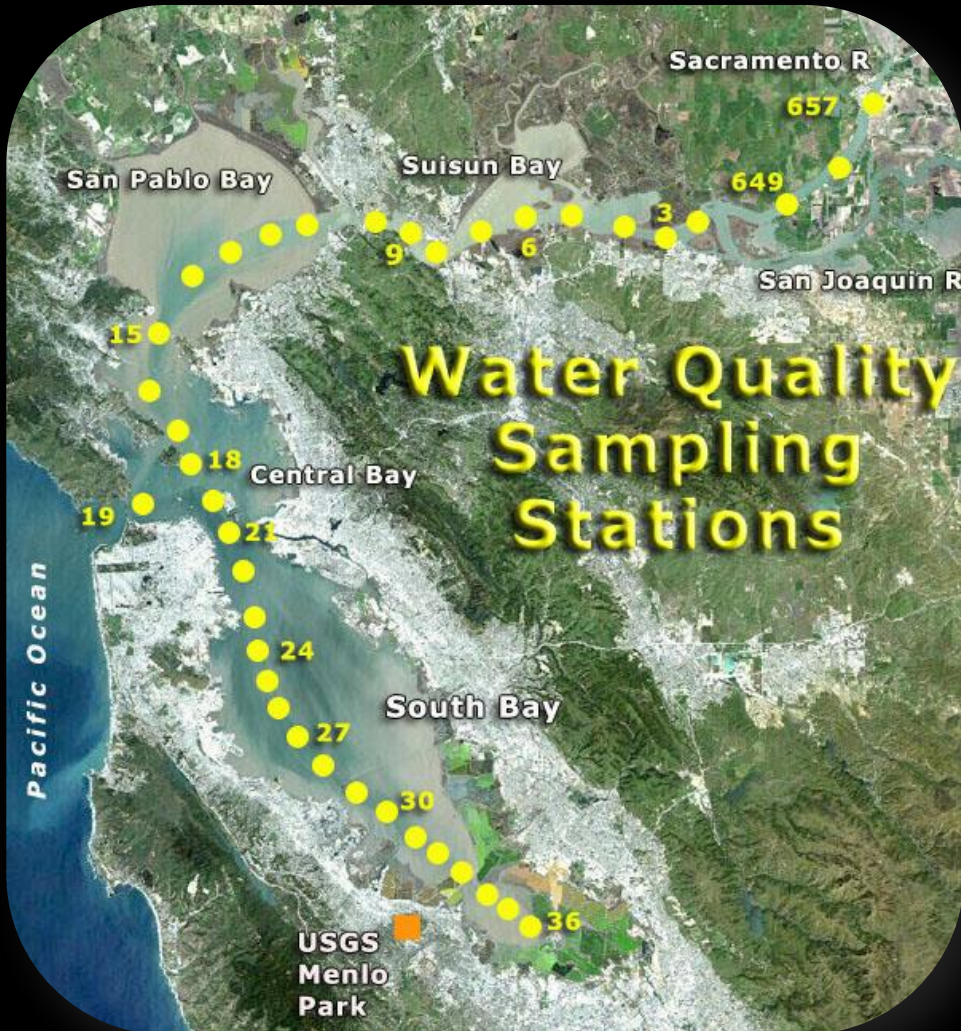 Sacramento R
657
Suisun Bay
San Pablo Bay
649
3
9
6
San Joaquin R
15
Water Quality
Sampling
Stations
18
Central Bay
19
21
Pacific Ocean
24
South Bay
27
30
36
USGS
Menlo
Park